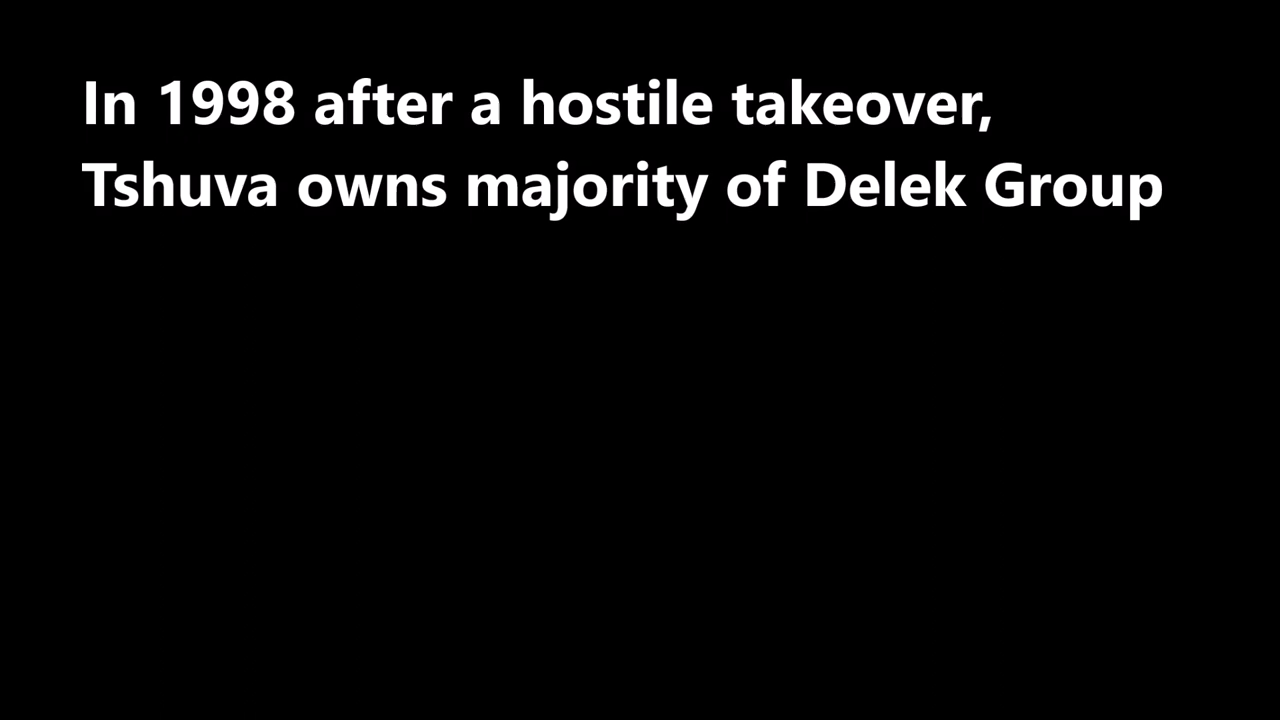 In 1998 after a hostile takeover,
Tshuva owns majority of Delek Group